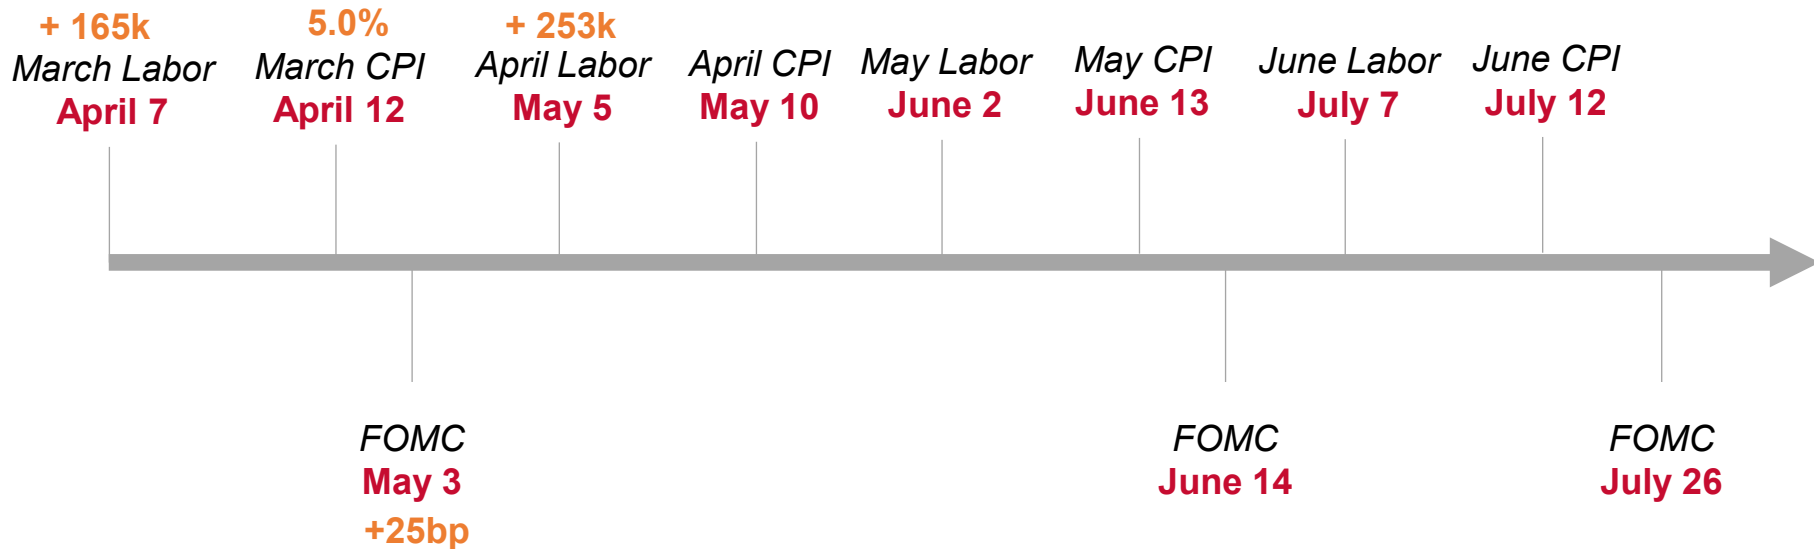 + 165k
March Labor
April 7
5.0%
March CPI
April 12
+ 253k
April Labor
May 5
April CPI
May 10
May Labor
June 2
May CPI
June 13
June Labor
July 7
June CPI
July 12
FOMC
May 3
+25bp
FOMC
June 14
FOMC
July 26